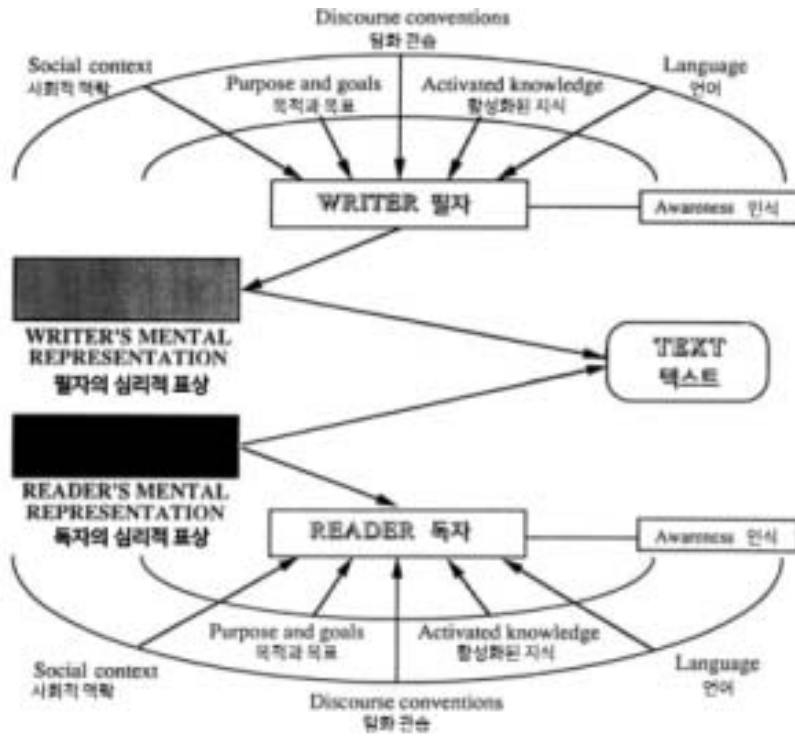 Discourse conventions
담화 관습
Social context
사회적 맥락
Purpose and goals
목적과 목표
Activated knowledge
활성화된 지식
Language
언어
WRITER 필자
Awareness 인식
WRITER'S MENTAL
REPRESENTATION
필자의 심리적 표상
TEXT
텍스트
READER'S MENTAL
REPRESENTATION
독자의 심리적 표상
READER 독자
Awareness 인식
Purpose and goals
목적과 목표
Activated knowledge
활성화된 지식
Social context
사회적 맥락
Language
언어
Discourse conventions
담화 관습